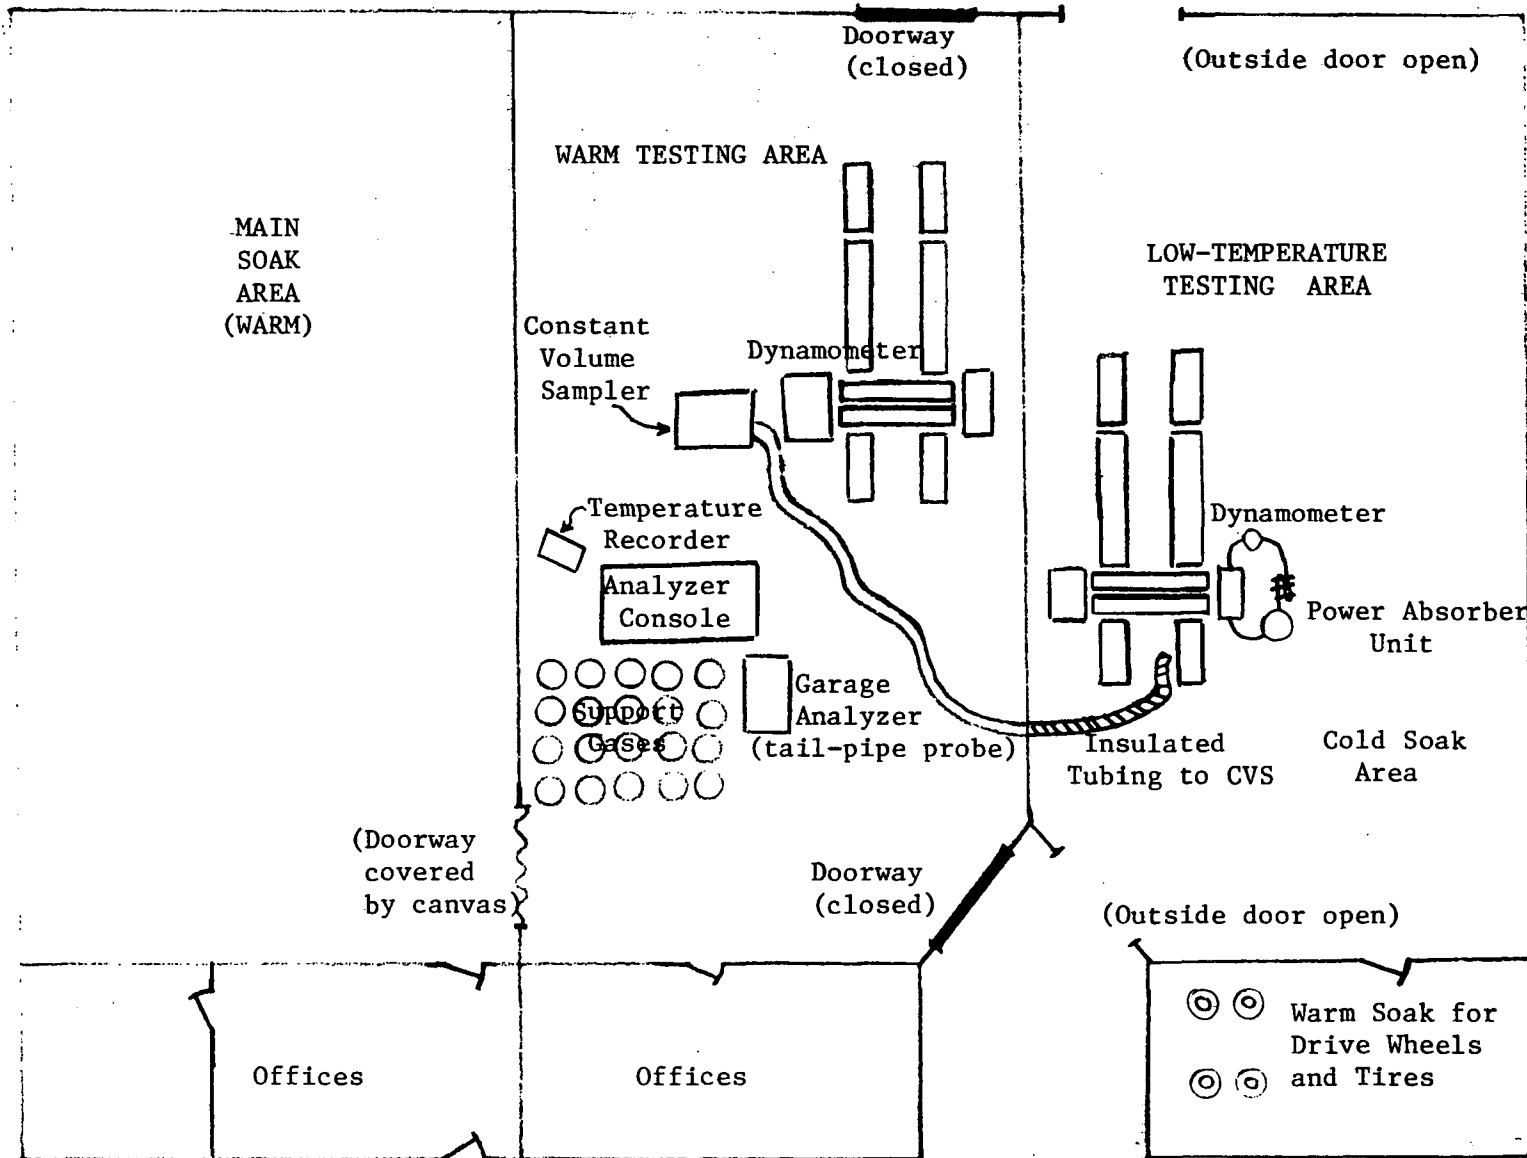 Doorway
(closed)
(Outside door open)
WARM TESTING AREA
MAIN
SOAK
AREA
(WARM)
LOW-TEMPERATURE
TESTING AREA
Constant
Volume
Sampler
Dynamometer
Temperature
Recorder
Analyzer
Console
Dynamometer
Power Absorber
Unit
Support
Gases
Garage
Analyzer
(tail-pipe probe)
Insulated
Tubing to CVS
Cold Soak
Area
(Doorway
covered
by canvas)
Doorway
(closed)
(Outside door open)
Offices
Offices
Warm Soak for
Drive Wheels
and Tires